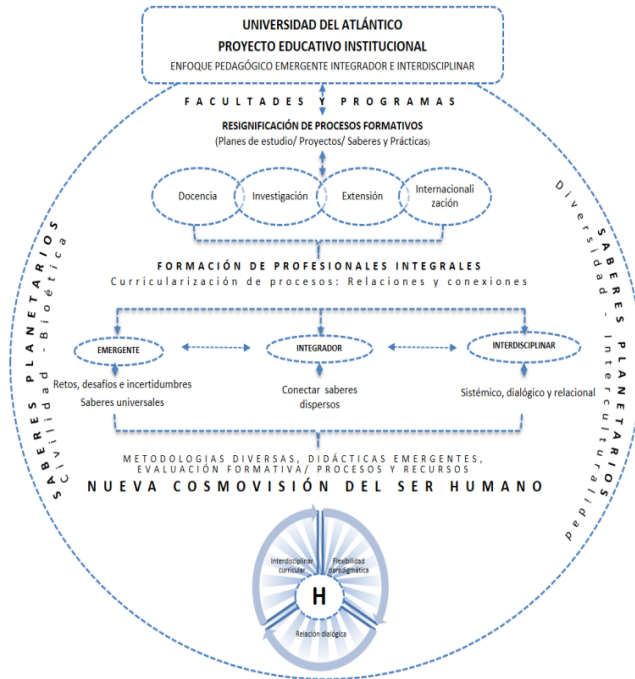 UNIVERSIDAD DEL ATLÁNTICO
PROYECTO EDUCATIVO INSTITUCIONAL
ENFOQUE PEDAGÓGICO EMERGENTE INTEGRADOR E INTERDISCIPLINAR
FACULTADES Y PROGRAMAS
RESIGNIFICACIÓN DE PROCESOS FORMATIVOS
(Planes de estudio/ Proyectos/ Saberes y Prácticas)
Docencia
Investigación
Extensión
Internacionali
zación
SABERES PLANETARIOS
Civilidad -Bioética
SABERES PLANETARIOS
Diversidad - Interculturalidad
FORMACIÓN DE PROFESIONALES INTEGRALES
Curricularización de procesos: Relaciones y conexiones
EMERGENTE
INTEGRADOR
INTERDISCIPLINAR
Retos, desafíos e incertidumbres
Saberes universales
Conectar saberes
dispersos
Sistémico, dialógico y relacional
METODOLOGIAS DIVERSAS, DIDÁCTICAS EMERGENTES,
EVALUACIÓN FORMATIVA/ PROCESOS Y RECURSOS
NUEVA COSMOVISIÓN DEL SER HUMANO
Interdisciplinar
curricular
Flexibilidad
paradigmática
H
Relación dialógica